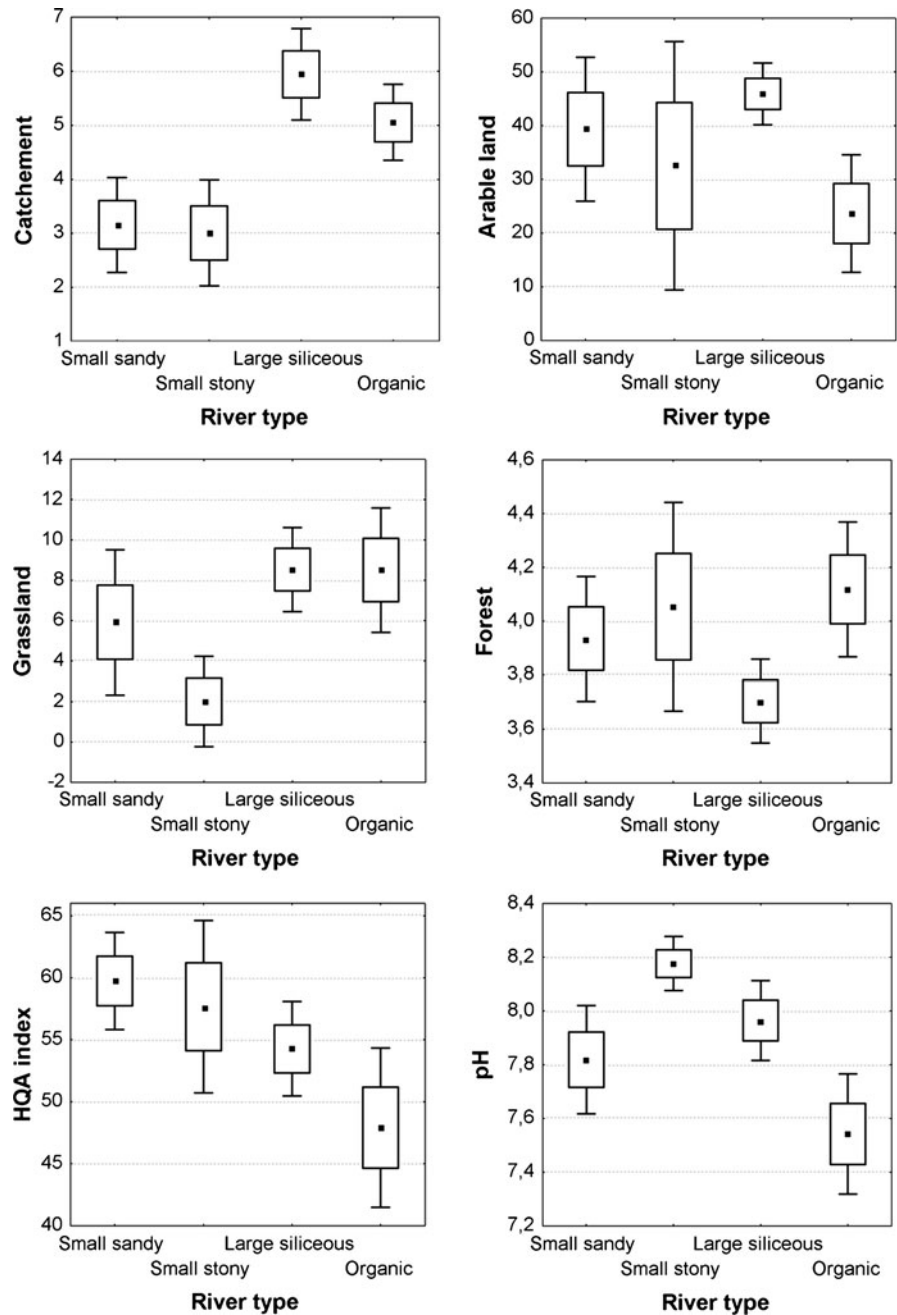 7
6
5
4
3
2
1
Catchement
Small sandy Large siliceous
Small stony Organic
River type
60
50
40
30
20
10
0
Arable land
Small sandy Large siliceous
Small stony Organic
River type
14
12
10
8
6
4
2
0
-2
Grassland
Small sandy Large siliceous
Small stony Organic
River type
4,6
4,4
4,2
4,0
3,8
3,6
3,4
Forest
Small sandy Large siliceous
Small stony Organic
River type
65
60
55
50
45
40
HQA index
Small sandy Large siliceous
Small stony Organic
River type
8,4
8,2
8,0
7,8
7,6
7,4
7,2
pH
Small sandy Large siliceous
Small stony Organic
River type